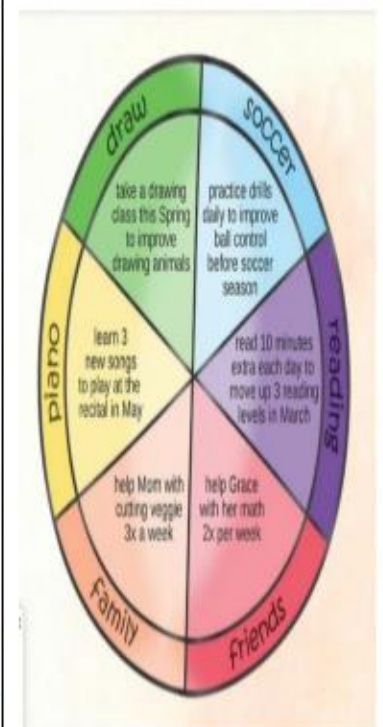 draw
take a drawing
class this Spring
to improve
drawing animals
soccer
practice drills
daily to improve
ball control
before soccer
season
reading
read 10 minutes
extra each day to
move up 3 reading
levels in March
friends
help Grace
with her math
2x per week
family
help Mom with
cutting veggie
3x a week
piano
learn 3
new songs
to play at the
recital in May